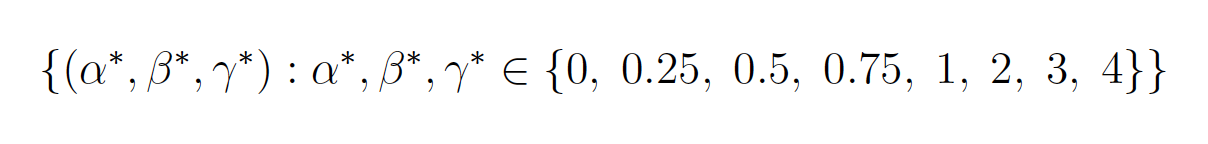 {(α*, β*, γ*) : α*, β*, γ* ∈ {0, 0.25, 0.5, 0.75, 1, 2, 3, 4}}